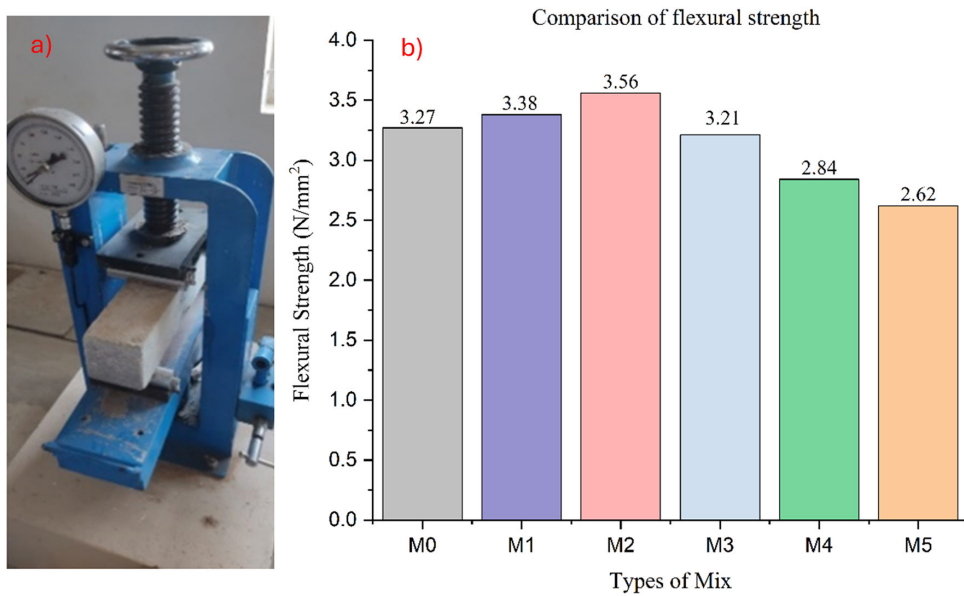 a)
Comparison of flexural strength
b)
4.0
3.5
3.0
2.5
2.0
1.5
1.0
0.5
0.0
Flexural Strength (N/mm²)
3.27
3.38
3.56
3.21
2.84
2.62
M0 M1 M2 M3 M4 M5
Types of Mix